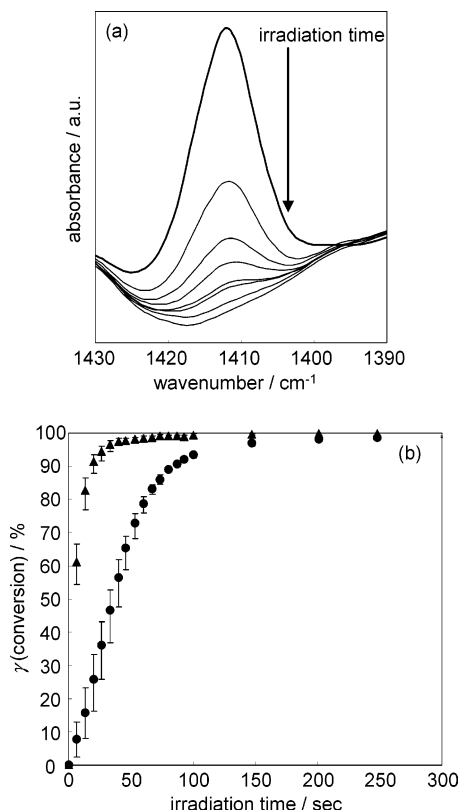 (a)
irradiation time
absorbance / a.u.
1430 1420 1410 1400 1390
wavenumber / cm⁻¹
(b)
100
90
80
70
60
50
40
30
20
10
0
γ (conversion) / %
0 50 100 150 200 250 300
irradiation time / sec